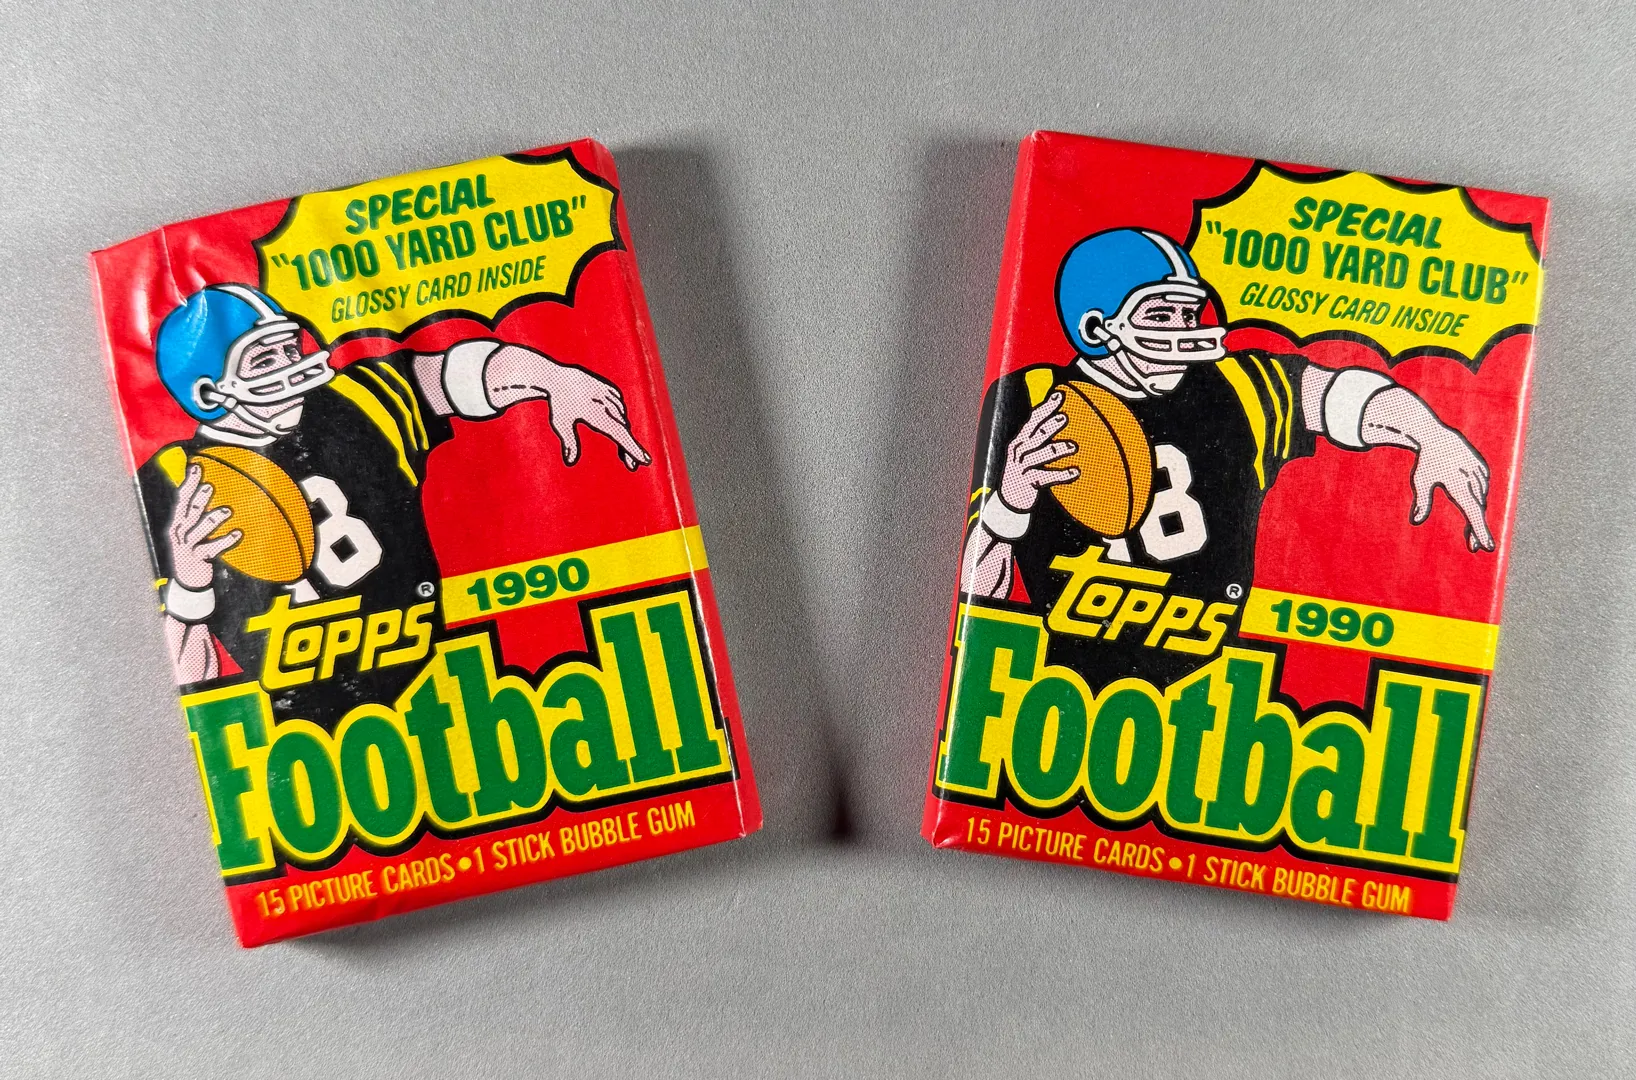 SPECIAL
"1000 YARD CLUB"
GLOSSY CARD INSIDE
8
1990
TOPPS®
Football
15 PICTURE CARDS • 1 STICK BUBBLE GUM
SPECIAL
"1000 YARD CLUB"
GLOSSY CARD INSIDE
8
1990
TOPPS®
Football
15 PICTURE CARDS • 1 STICK BUBBLE GUM